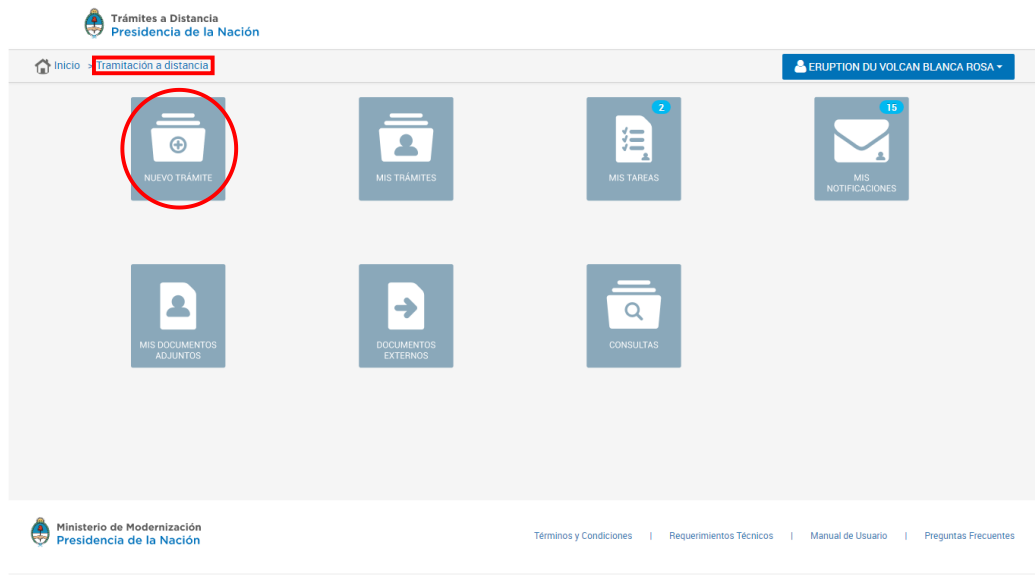 Trámites a Distancia
Presidencia de la Nación
Inicio > Tramitación a distancia
ERUPTION DU VOLCAN BLANCA ROSA
NUEVO TRÁMITE
MIS TRÁMITES
2
MIS TAREAS
15
MIS
NOTIFICACIONES
MIS DOCUMENTOS
ADJUNTOS
DOCUMENTOS
EXTERNOS
CONSULTAS
Ministerio de Modernización
Presidencia de la Nación
Términos y Condiciones | Requerimientos Técnicos | Manual de Usuario | Preguntas Frecuentes